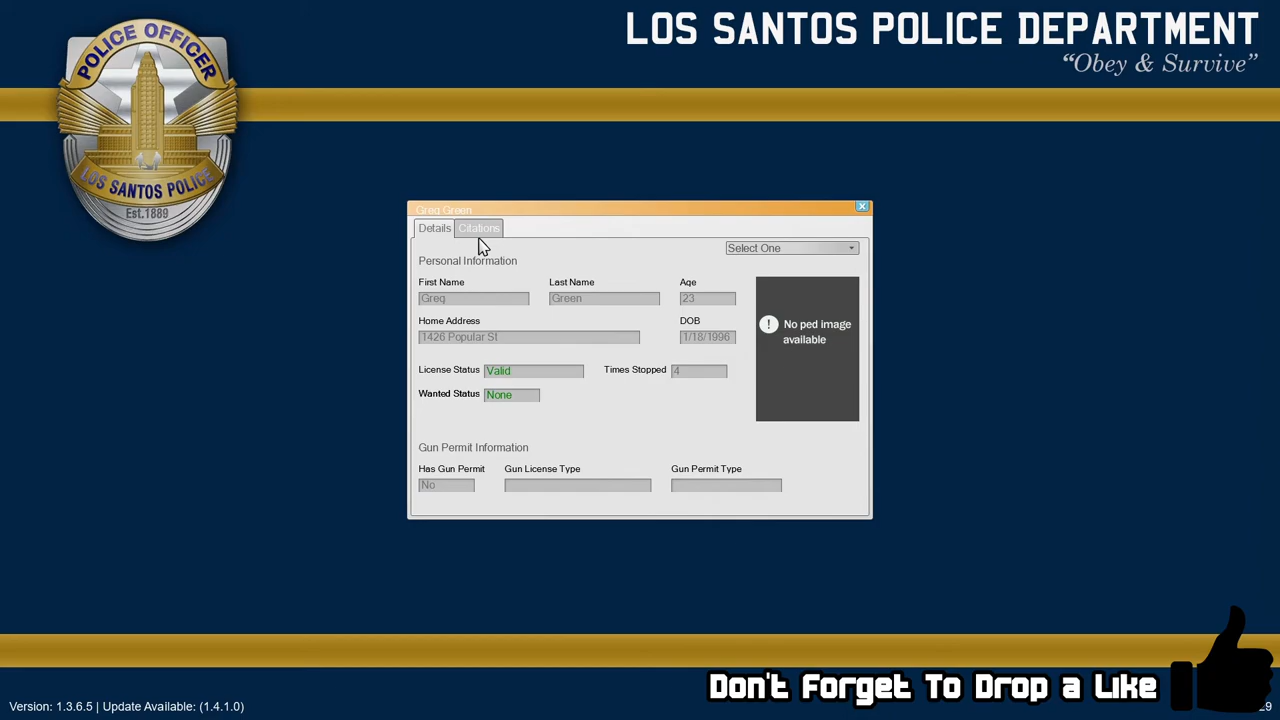 POLICE OFFICER
LOS SANTOS POLICE
Est.1889
LOS SANTOS POLICE DEPARTMENT
“Obey & Survive”
Greg Green
Details
Citations
Select One
Personal Information
First Name
Last Name
Age
Greg
Green
23
Home Address
DOB
1426 Popular St
1/18/1996
License Status
Valid
Times Stopped
4
Wanted Status
None
No ped image
available
Gun Permit Information
Has Gun Permit
Gun License Type
Gun Permit Type
No
Don't Forget To Drop a Like
Version: 1.3.6.5 | Update Available: (1.4.1.0)
29